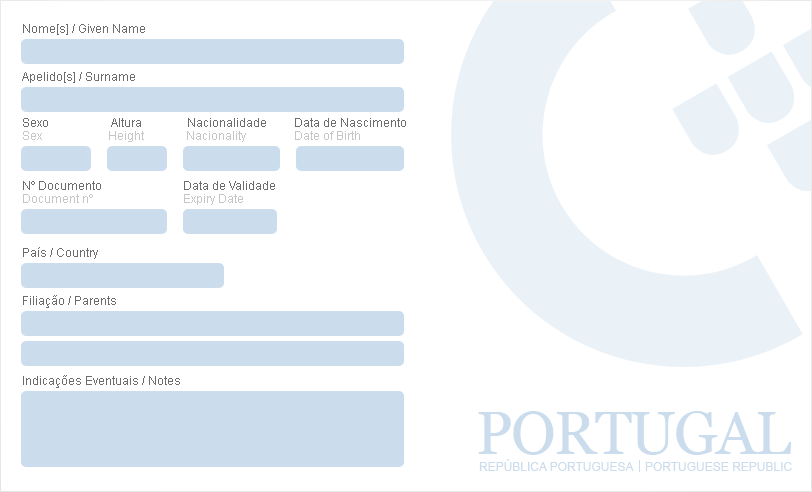 Nome[s] / Given Name
Apelido[s] / Surname
Sexo Altura Nacionalidade Data de Nascimento
Sex Height Nacionality Date of Birth
Nº Documento Data de Validade
Document nº Expiry Date
País / Country
Filiação / Parents
Indicações Eventuais / Notes
PORTUGAL
REPÚBLICA PORTUGUESA | PORTUGUESE REPUBLIC